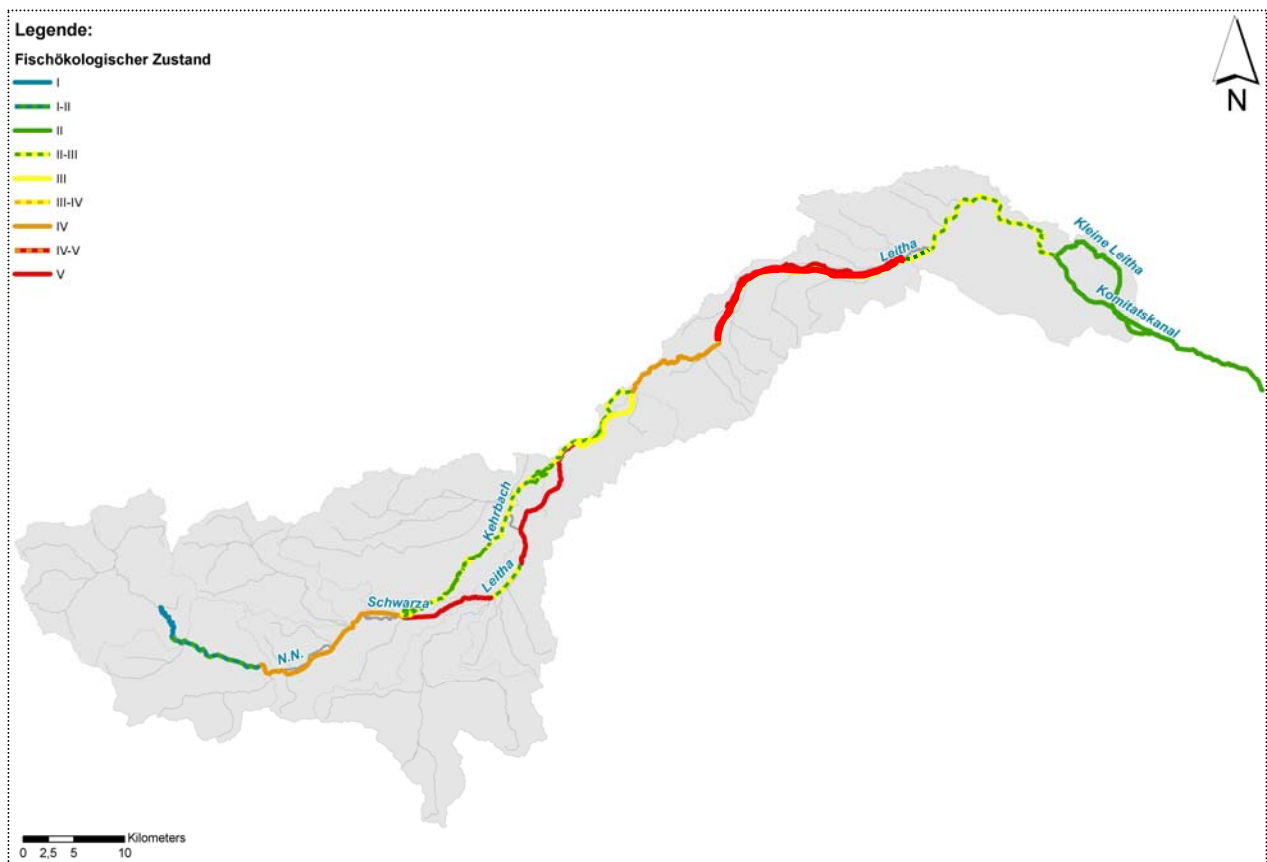 Legende:
Fischökologischer Zustand
I
I-II
II
II-III
III
III-IV
IV
IV-V
V
N
Kleine Leitha
Leitha
Komitatskanal
Kehrbach
Leitha
Schwarza
N.N.
Kilometers
0 2,5 5 10